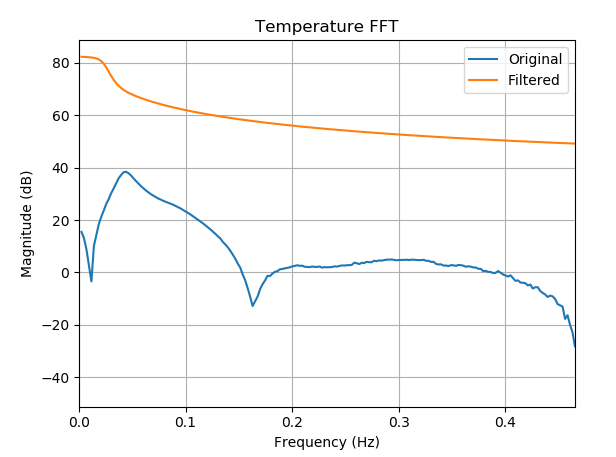 Temperature FFT
Original
Filtered
Magnitude (dB)
80
60
40
20
0
−20
−40
0.0 0.1 0.2 0.3 0.4
Frequency (Hz)